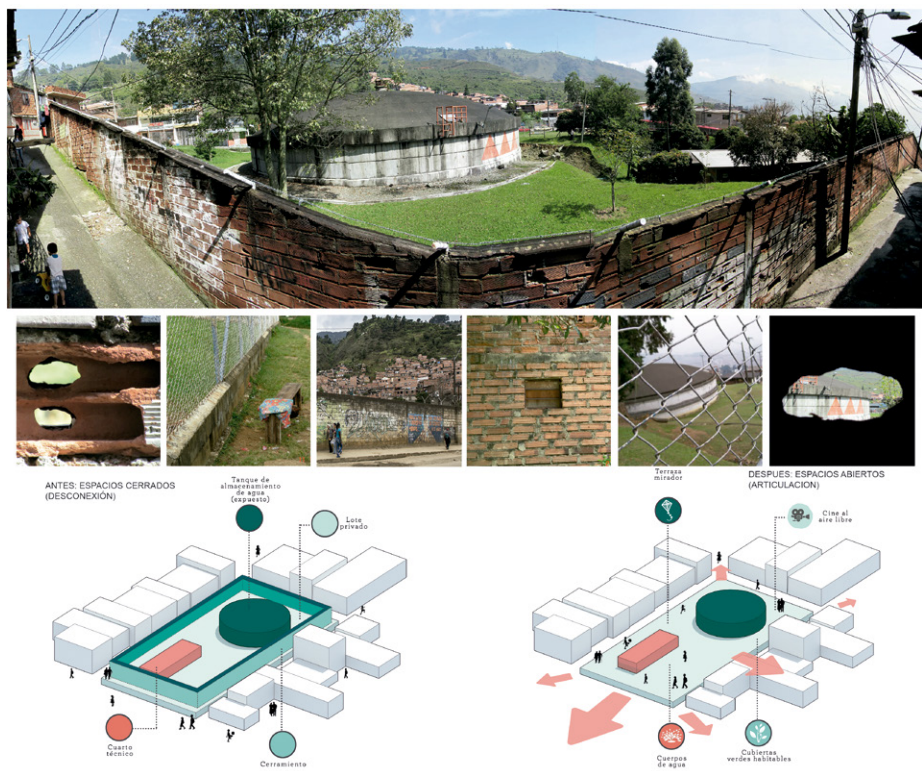 ANTES: ESPACIOS CERRADOS
(DESCONEXIÓN)
Tanque de
almacenamiento
de agua
(expuesto)
Lote
privado
Cuarto
técnico
Cerramiento
Terraza
mirador
DESPUES: ESPACIOS ABIERTOS
(ARTICULACION)
Cine al
aire libre
Cuerpos
de agua
Cubiertas
verdes habitables